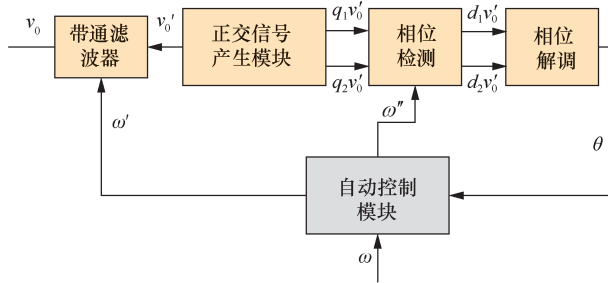 v₀
带通滤
波器
v₀′
正交信号
产生模块
q₁v₀′
q₂v₀′
相位
检测
d₁v₀′
d₂v₀′
相位
解调
ω′
ω″
θ
自动控制
模块
ω